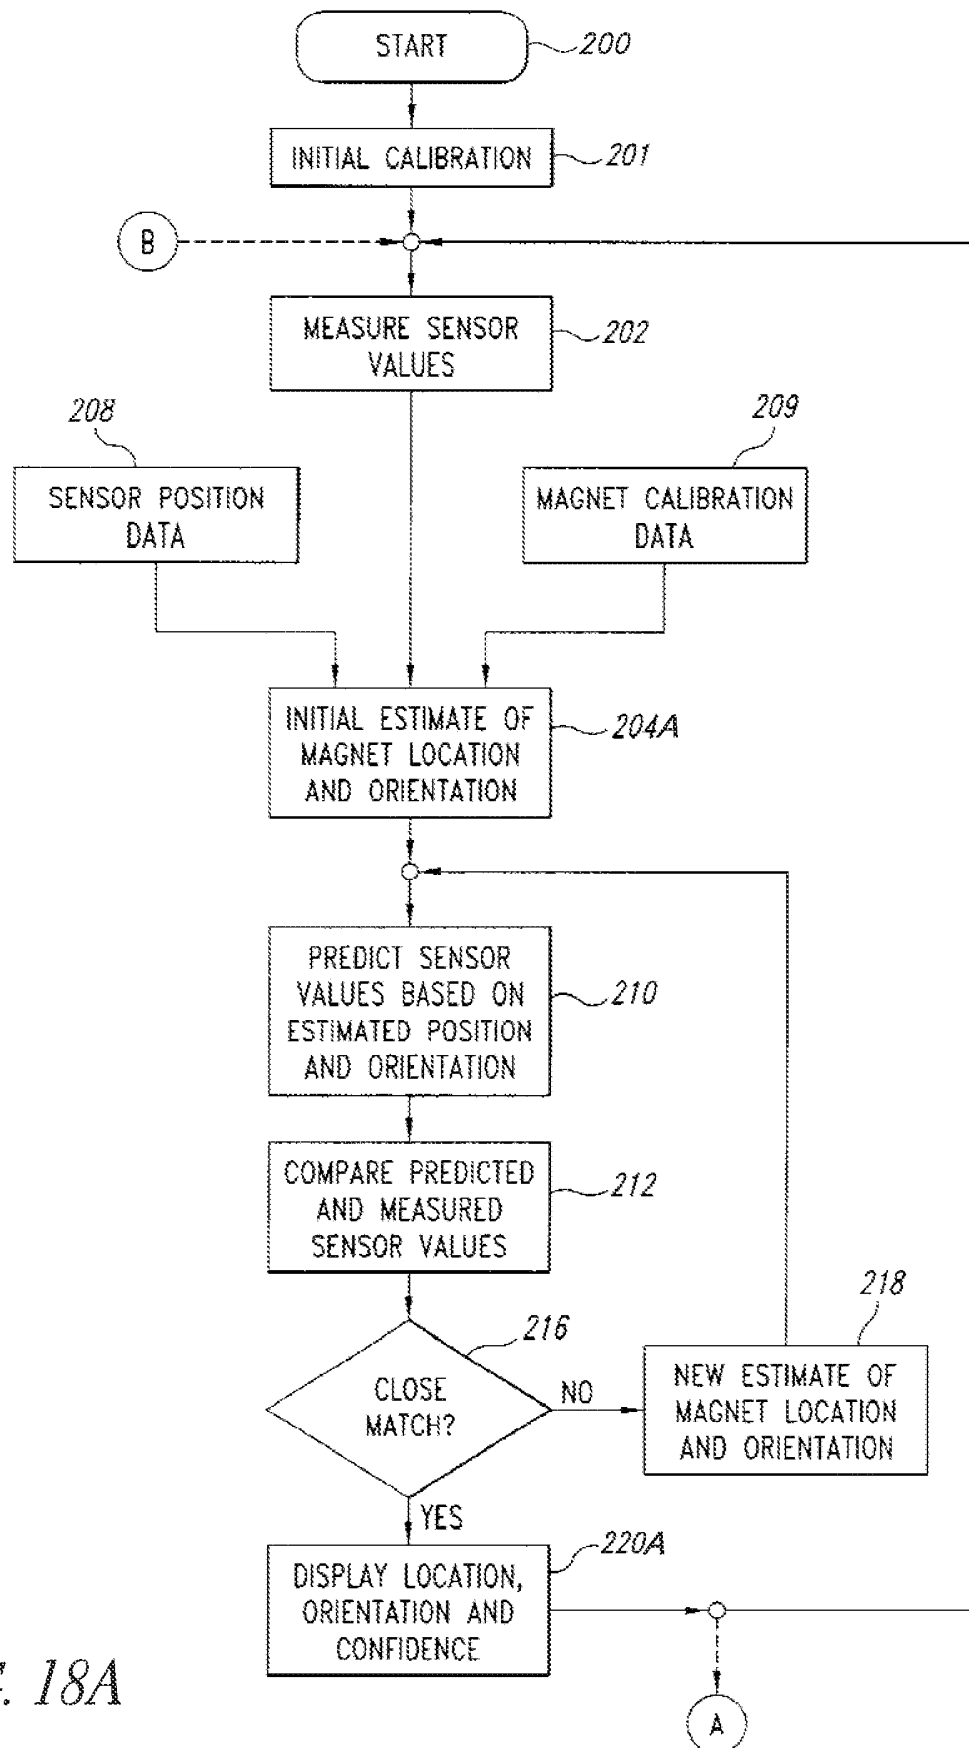 START
200
INITIAL CALIBRATION
201
B
MEASURE SENSOR
VALUES
202
208
209
SENSOR POSITION
DATA
MAGNET CALIBRATION
DATA
INITIAL ESTIMATE OF
MAGNET LOCATION
AND ORIENTATION
204A
PREDICT SENSOR
VALUES BASED ON
ESTIMATED POSITION
AND ORIENTATION
210
COMPARE PREDICTED
AND MEASURED
SENSOR VALUES
212
216
CLOSE
MATCH?
NO
218
NEW ESTIMATE OF
MAGNET LOCATION
AND ORIENTATION
YES
220A
DISPLAY LOCATION,
ORIENTATION AND
CONFIDENCE
A
18A